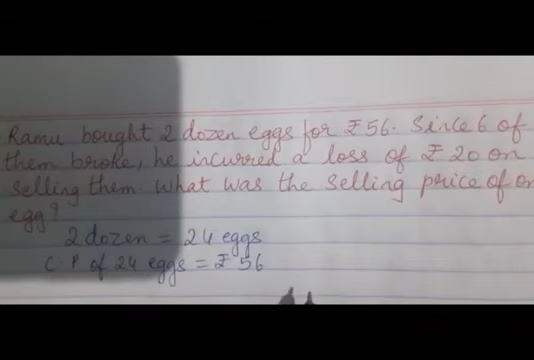 Ramu bought 2 dozen eggs for ₹56. Since 6 of
them broke, he incurred a loss of ₹ 20 on
selling them. What was the selling price of
egg?
2 dozen = 24 eggs
C.P of 24 eggs = ₹ 56